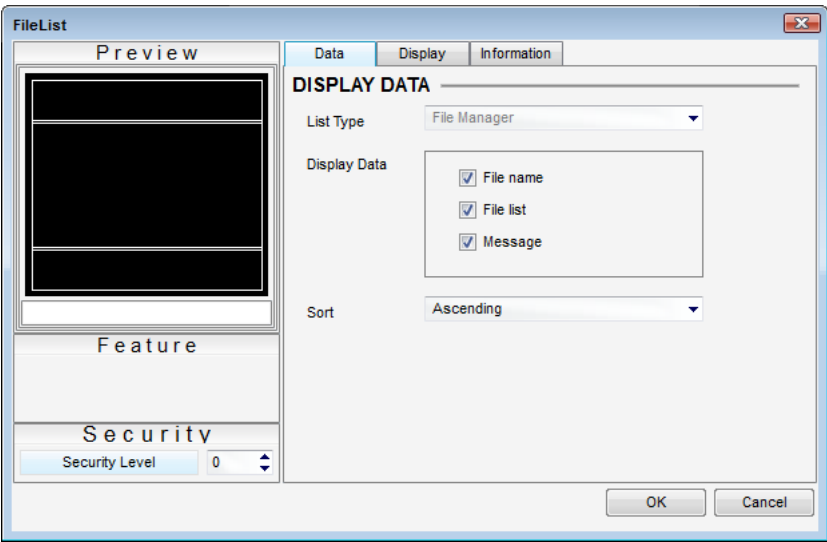 FileList
Preview
Feature
Security
Security Level 0
Data Display Information
DISPLAY DATA
List Type File Manager
Display Data
File name
File list
Message
Sort Ascending
OK Cancel